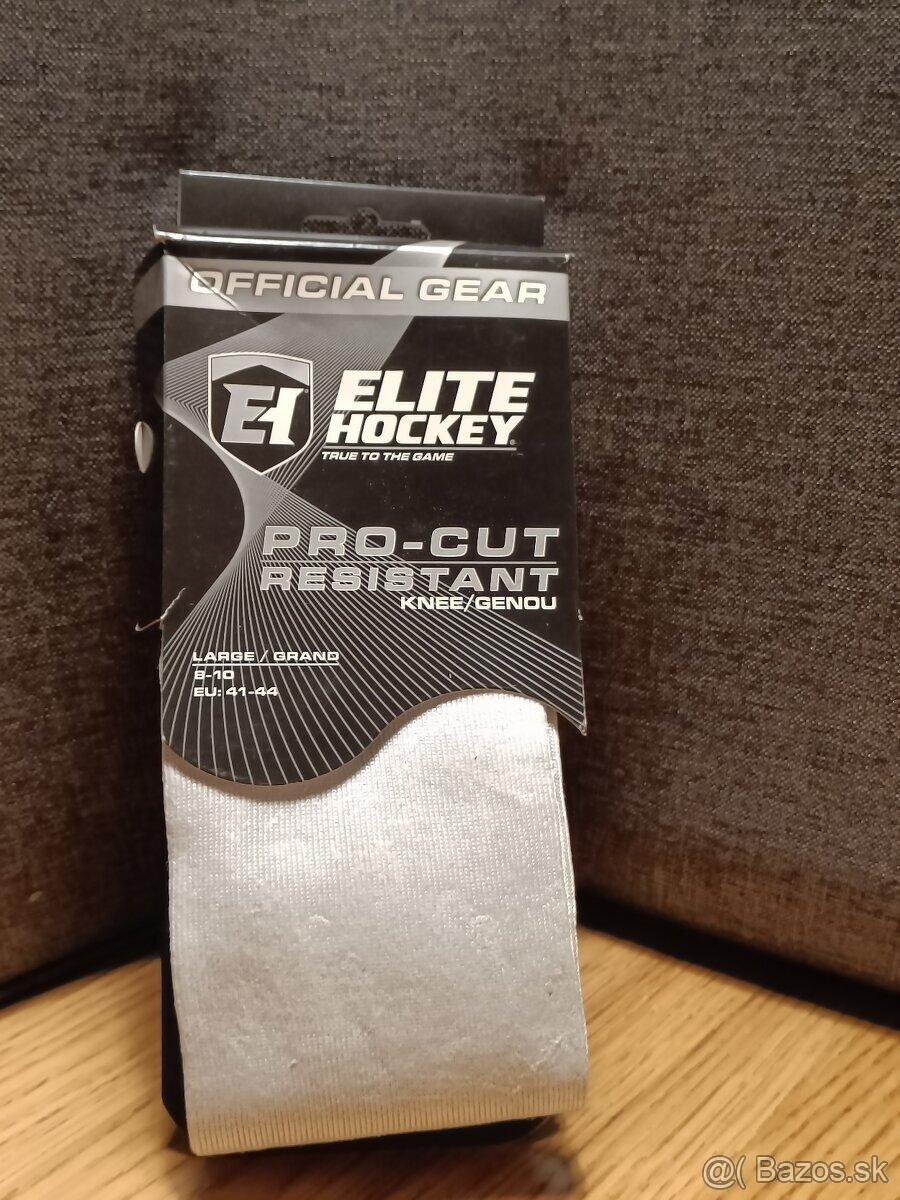 OFFICIAL GEAR
EH
ELITE
HOCKEY
TRUE TO THE GAME
PRO-CUT
RESISTANT
KNEE/GENOU
LARGE / GRAND
8-10
EU: 41-44
@( Bazos.sk